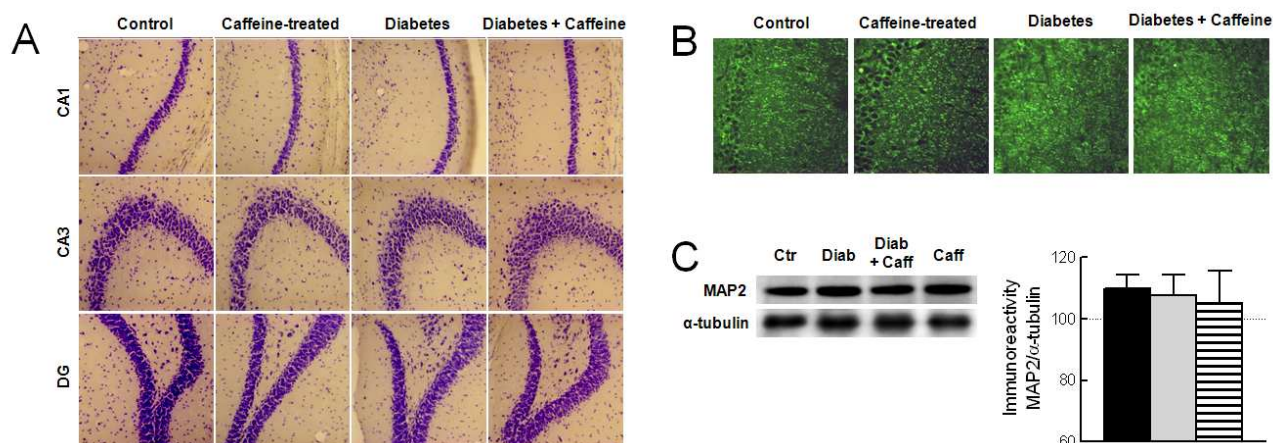 A
Control
Caffeine-treated
Diabetes
Diabetes + Caffeine
CA1
CA3
DG
B
Control
Caffeine-treated
Diabetes
Diabetes + Caffeine
C
Ctr
Diab
Diab
+ Caff
Caff
MAP2
α-tubulin
Immunoreactivity
MAP2/α-tubulin
120
100
80
60